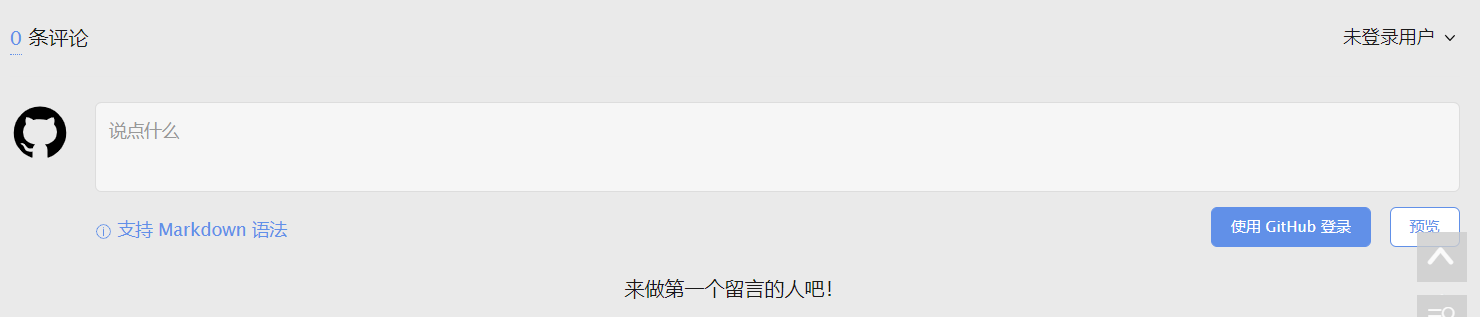 0 条评论
未登录用户
说点什么
支持 Markdown 语法
使用 GitHub 登录
预览
来做第一个留言的人吧！